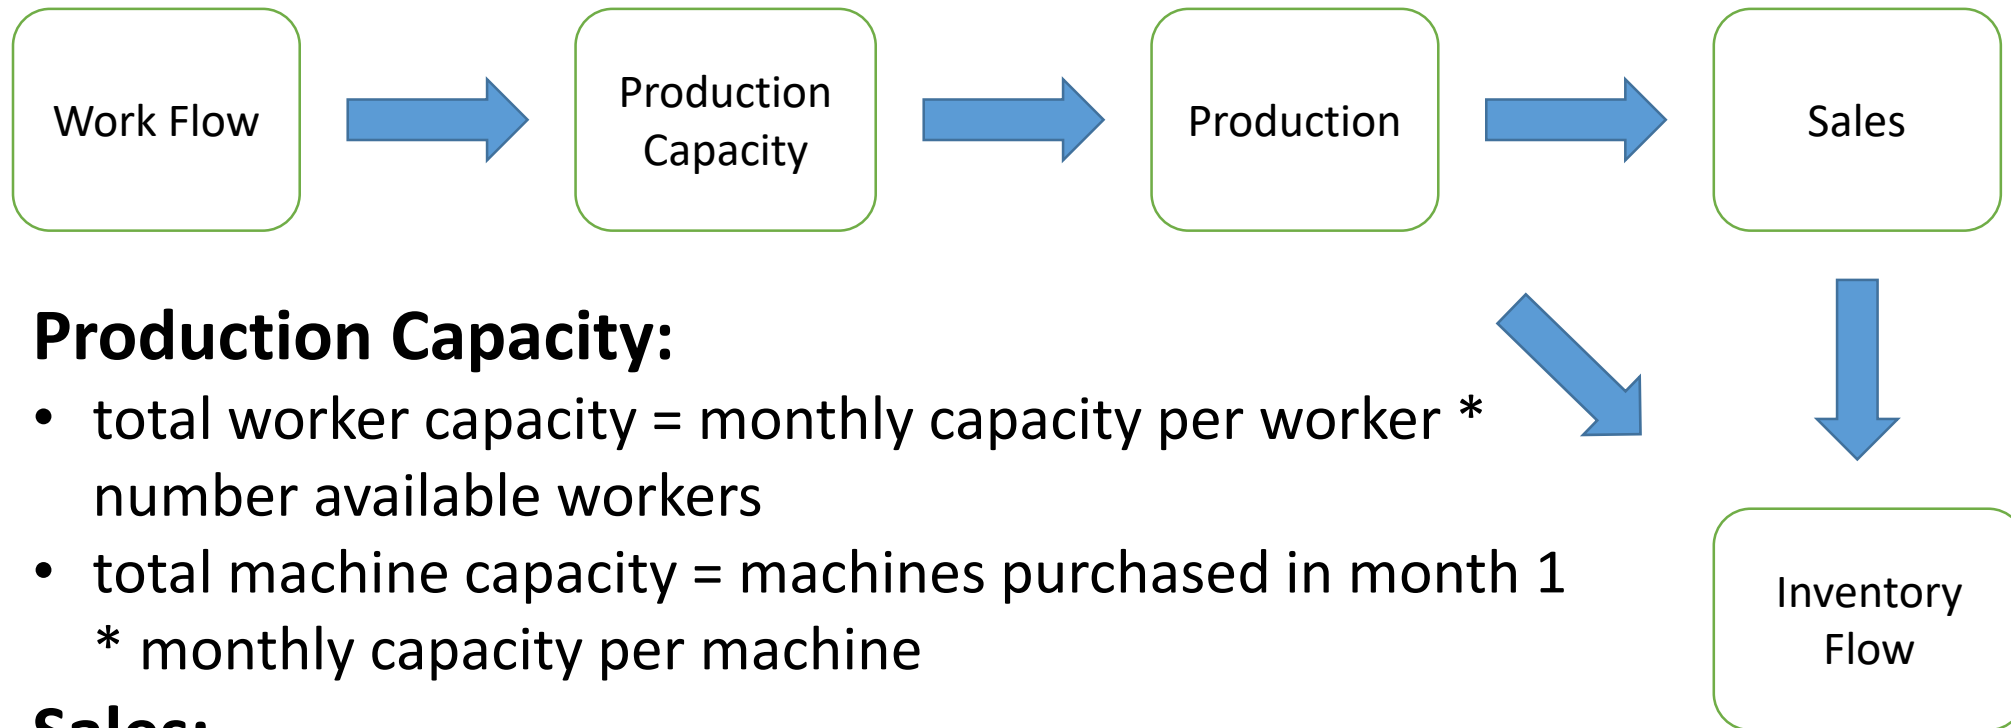 Work Flow
Production
Capacity
Production
Sales
Production Capacity:
• total worker capacity = monthly capacity per worker *
number available workers
• total machine capacity = machines purchased in month 1
* monthly capacity per machine
Inventory
Flow
Sales: